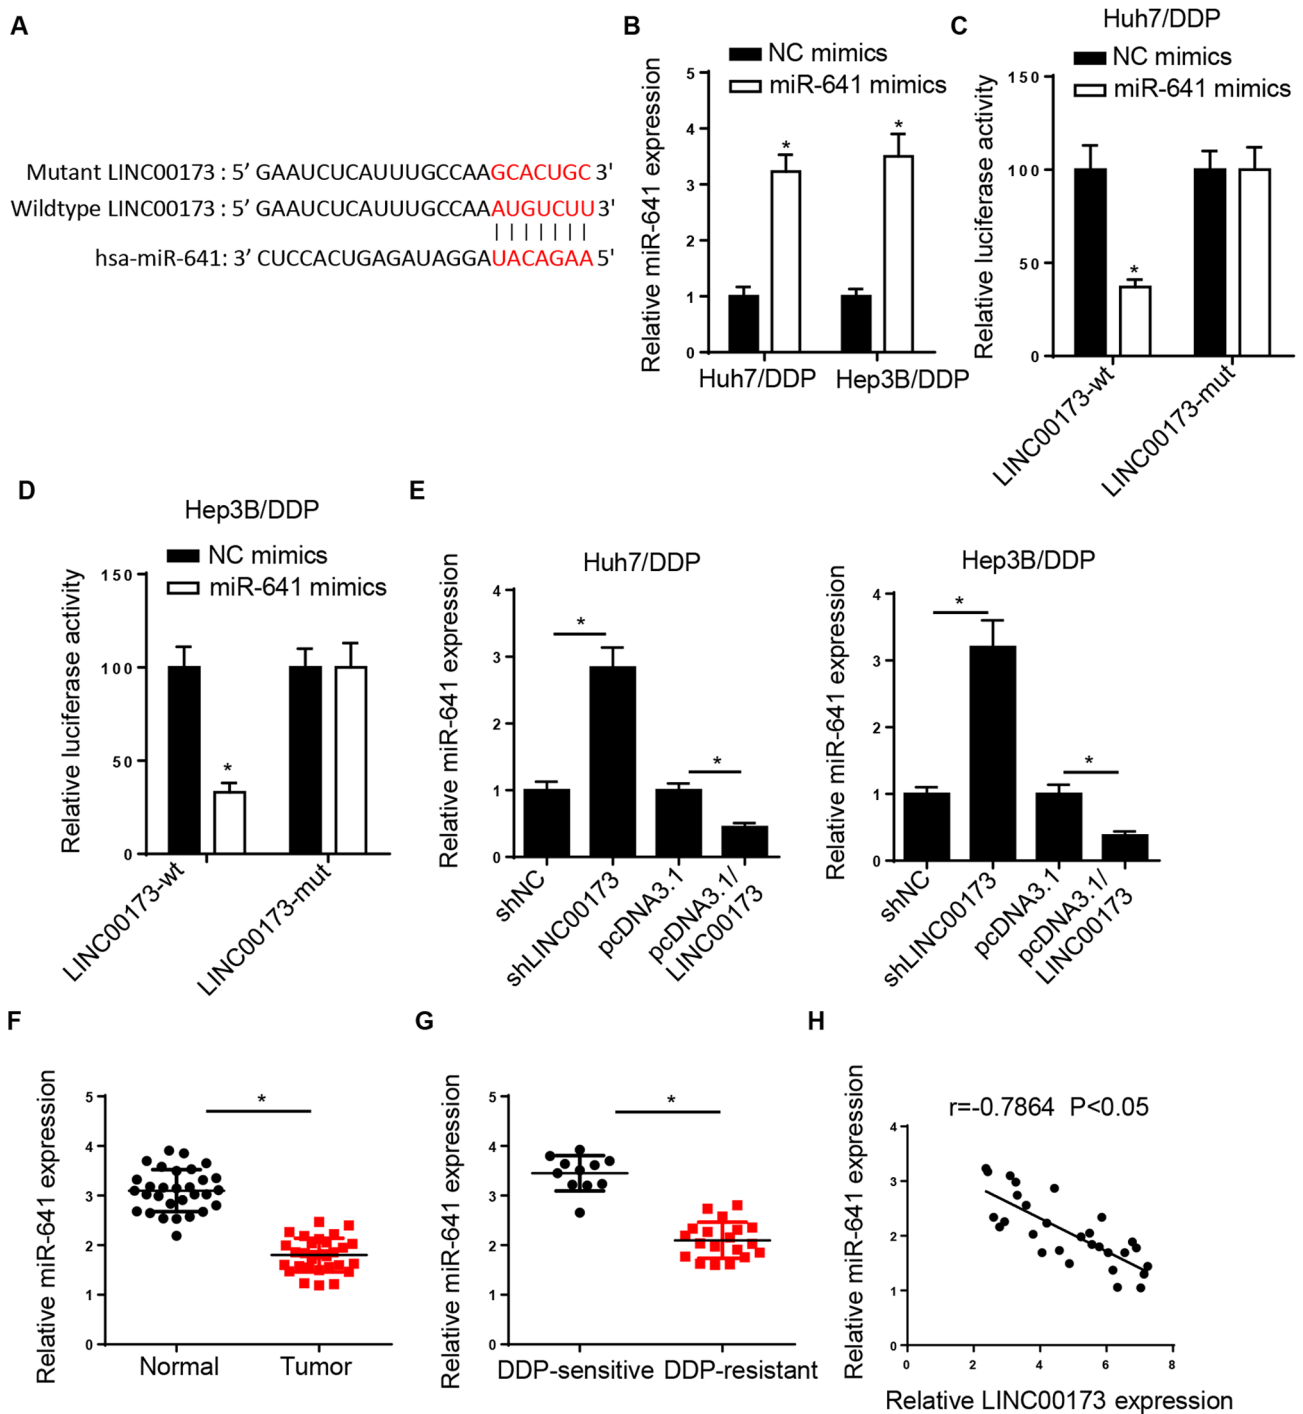 A
Mutant LINC00173 : 5’ GAAUCUCAUUUGCCAAGCACUGC 3'
Wildtype LINC00173 : 5’ GAAUCUCAUUUGCCAAAUGUCUU 3'
hsa-miR-641: 3’ CUCCACUGAGAUAGGAUACAGAA 5'
B
NC mimics
miR-641 mimics
Relative miR-641 expression
5
4
3
2
1
0
*
*
Huh7/DDP
Hep3B/DDP
C
Huh7/DDP
NC mimics
miR-641 mimics
Relative luciferase activity
150
100
50
0
*
LINC00173-wt
LINC00173-mut
D
Hep3B/DDP
NC mimics
miR-641 mimics
Relative luciferase activity
150
100
50
0
*
LINC00173-wt
LINC00173-mut
E
Huh7/DDP
Relative miR-641 expression
4
3
2
1
0
*
*
shNC
shLINC00173
pcDNA3.1
pcDNA3.1/
LINC00173
Hep3B/DDP
Relative miR-641 expression
4
3
2
1
0
*
*
shNC
shLINC00173
pcDNA3.1
pcDNA3.1/
LINC00173
F
Relative miR-641 expression
5
4
3
2
1
0
*
Normal
Tumor
G
Relative miR-641 expression
5
4
3
2
1
0
*
DDP-sensitive
DDP-resistant
H
r=-0.7864 P<0.05
Relative miR-641 expression
4
3
2
1
0
0
2
4
6
8
Relative LINC00173 expression